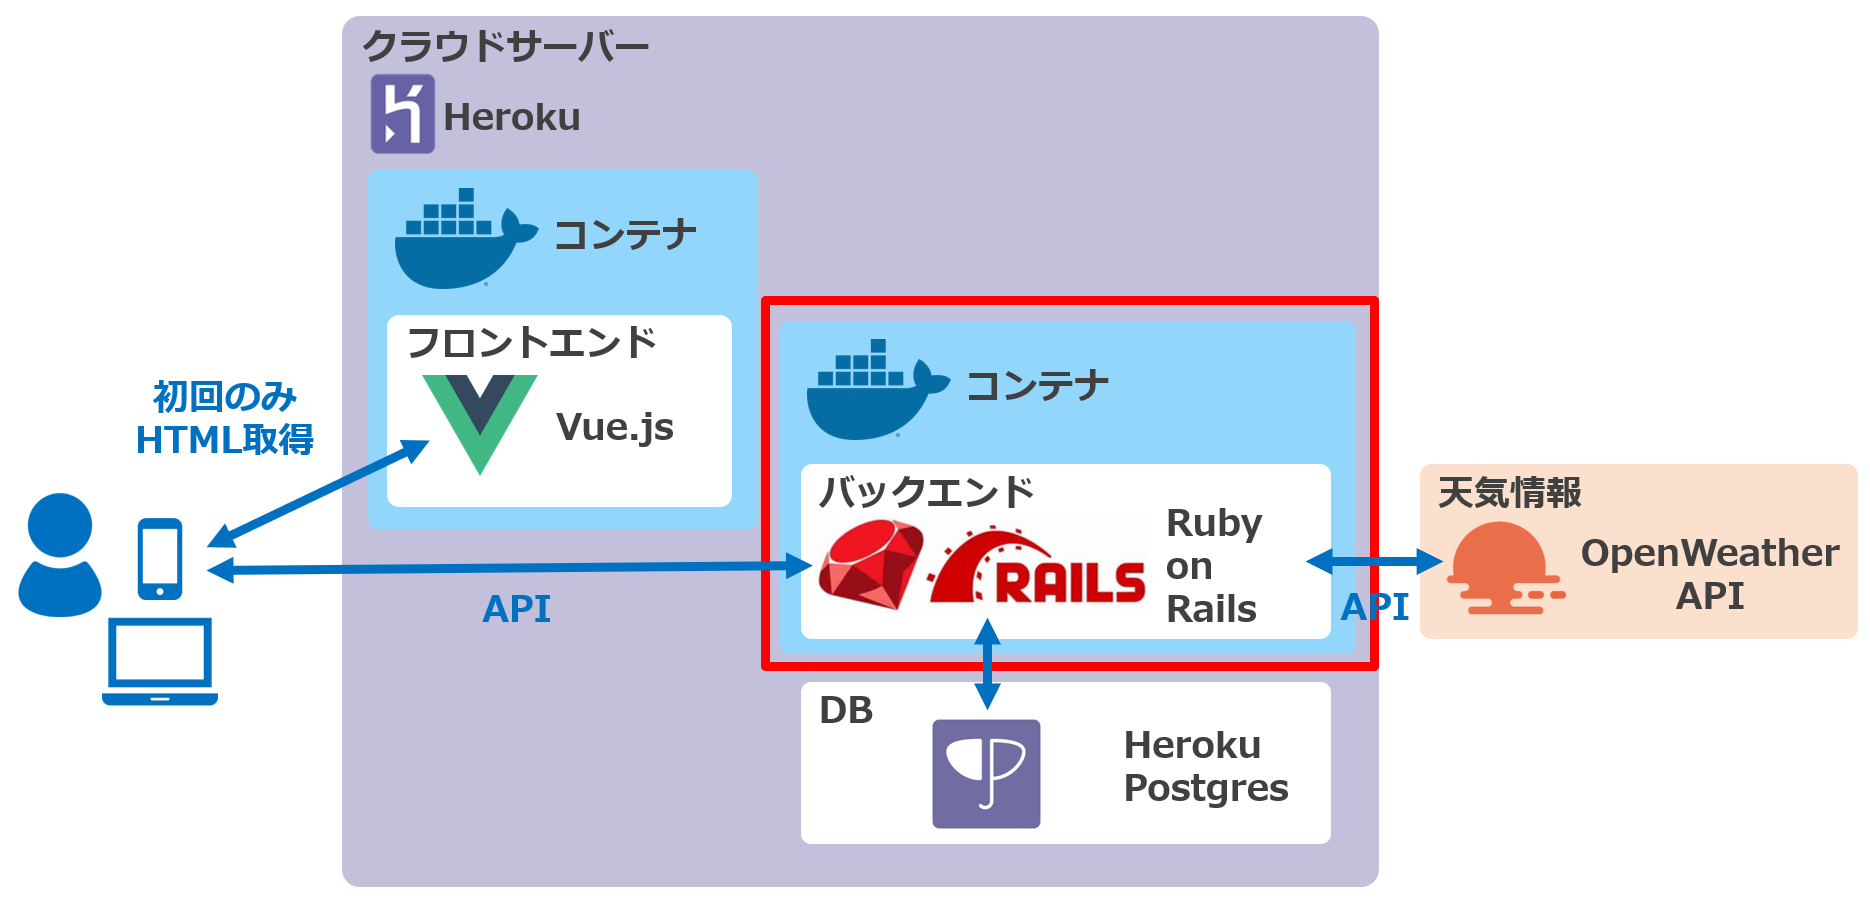 クラウドサーバー
Heroku
コンテナ
フロントエンド
Vue.js
初回のみ
HTML取得
API
コンテナ
バックエンド
RAILS
Ruby
on
Rails
API
天気情報
OpenWeather
API
DB
Heroku
Postgres